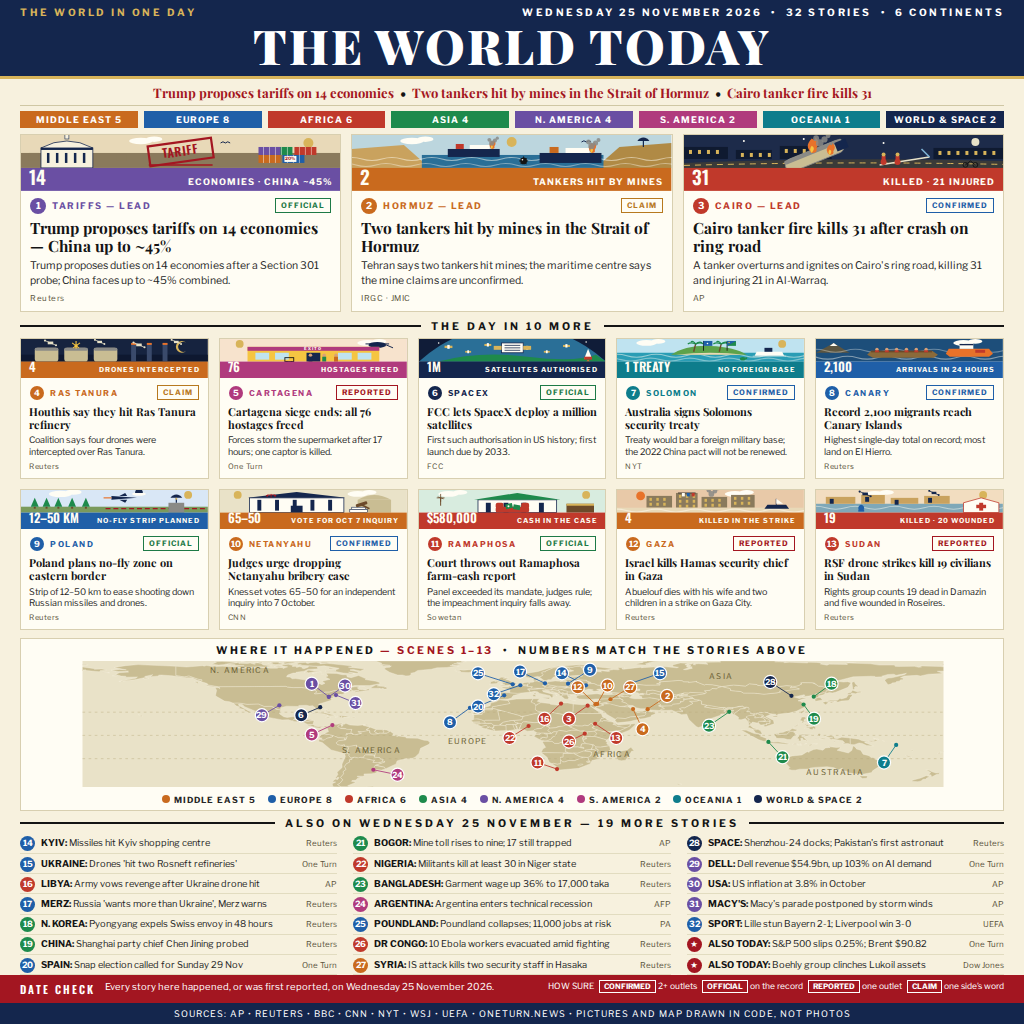 THE WORLD IN ONE DAY
WEDNESDAY 25 NOVEMBER 2026 • 32 STORIES • 6 CONTINENTS
THE WORLD TODAY
Trump proposes tariffs on 14 economies • Two tankers hit by mines in the Strait of Hormuz • Cairo tanker fire kills 31
MIDDLE EAST 5
EUROPE 8
AFRICA 6
ASIA 4
N. AMERICA 4
S. AMERICA 2
OCEANIA 1
WORLD & SPACE 2
TARIFF
20%
14
ECONOMIES · CHINA ~45%
1 TARIFFS — LEAD
OFFICIAL
Trump proposes tariffs on 14 economies
— China up to ~45%
Trump proposes duties on 14 economies after a Section 301
probe; China faces up to ~45% combined.
Reuters
2
TANKERS HIT BY MINES
2 HORMUZ — LEAD
CLAIM
Two tankers hit by mines in the Strait of
Hormuz
Tehran says two tankers hit mines; the maritime centre says
the mine claims are unconfirmed.
IRGC · JMIC
31
KILLED · 21 INJURED
3 CAIRO — LEAD
CONFIRMED
Cairo tanker fire kills 31 after crash on
ring road
A tanker overturns and ignites on Cairo's ring road, killing 31
and injuring 21 in Al-Warraq.
AP
THE DAY IN 10 MORE
4
DRONES INTERCEPTED
4 RAS TANURA
CLAIM
Houthis say they hit Ras Tanura
refinery
Coalition says four drones were
intercepted over Ras Tanura.
Reuters
EXITO
76
HOSTAGES FREED
5 CARTAGENA
REPORTED
Cartagena siege ends: all 76
hostages freed
Forces storm the supermarket after 17
hours; one captor is killed.
One Turn
1M
SATELLITES AUTHORISED
6 SPACEX
CONFIRMED
FCC lets SpaceX deploy a million
satellites
First such authorisation in US history; first
launch due by 2033.
FCC
1 TREATY
NO FOREIGN BASE
7 SOLOMON
CONFIRMED
Australia signs Solomons
security treaty
Treaty would bar a foreign military base;
the 2022 China pact will not be renewed.
NYT
2,100
ARRIVALS IN 24 HOURS
8 CANARY
CONFIRMED
Record 2,100 migrants reach
Canary Islands
Highest single-day total on record; most
land on El Hierro.
Reuters
12–50 KM
NO-FLY STRIP PLANNED
9 POLAND
OFFICIAL
Poland plans no-fly zone on
eastern border
Strip of 12–50 km to ease shooting down
Russian missiles and drones.
Reuters
65–50
VOTE FOR OCT 7 INQUIRY
10 NETANYAHU
CONFIRMED
Judges urge dropping
Netanyahu bribery case
Knesset votes 65–50 for an independent
inquiry into 7 October.
CNN
$580,000
CASH IN THE CASE
11 RAMAPHOSA
OFFICIAL
Court throws out Ramaphosa
farm-cash report
Panel exceeded its mandate, judges rule;
the impeachment inquiry falls away.
Sowetan
4
KILLED IN THE STRIKE
12 GAZA
REPORTED
Israel kills Hamas security chief
in Gaza
Abuelouf dies with his wife and two
children in a strike on Gaza City.
Reuters
19
KILLED · 20 WOUNDED
13 SUDAN
REPORTED
RSF drone strikes kill 19 civilians
in Sudan
Rights group counts 19 dead in Damazin
and five wounded in Roseires.
Reuters
WHERE IT HAPPENED — SCENES 1–13 • NUMBERS MATCH THE STORIES ABOVE
N. AMERICA
ASIA
EUROPE
S. AMERICA
AFRICA
AUSTRALIA
1 30 31 29 6 5 24
25 17 14 9 15 12 10 27 2
32 20 8 22 16 3 26 13 4 11
28 18 23 19 21 7
MIDDLE EAST 5 EUROPE 8 AFRICA 6 ASIA 4 N. AMERICA 4 S. AMERICA 2 OCEANIA 1 WORLD & SPACE 2
ALSO ON WEDNESDAY 25 NOVEMBER — 19 MORE STORIES
14 KYIV: Missiles hit Kyiv shopping centre Reuters
15 UKRAINE: Drones 'hit two Rosneft refineries' One Turn
16 LIBYA: Army vows revenge after Ukraine drone hit AP
17 MERZ: Russia 'wants more than Ukraine', Merz warns Reuters
18 N. KOREA: Pyongyang expels Swiss envoy in 48 hours Reuters
19 CHINA: Shanghai party chief Chen Jining probed Reuters
20 SPAIN: Snap election called for Sunday 29 Nov One Turn
21 BOGOR: Mine toll rises to nine; 17 still trapped AP
22 NIGERIA: Militants kill at least 30 in Niger state Reuters
23 BANGLADESH: Garment wage up 36% to 17,000 taka Reuters
24 ARGENTINA: Argentina enters technical recession AFP
25 POUNDLAND: Poundland collapses; 11,000 jobs at risk PA
26 DR CONGO: 10 Ebola workers evacuated amid fighting Reuters
27 SYRIA: IS attack kills two security staff in Hasaka Reuters
28 SPACE: Shenzhou-24 docks; Pakistan's first astronaut Reuters
29 DELL: Dell revenue $54.9bn, up 103% on AI demand One Turn
30 USA: US inflation at 3.8% in October AP
31 MACY'S: Macy's parade postponed by storm winds AP
32 SPORT: Lille stun Bayern 2-1; Liverpool win 3-0 UEFA
★ ALSO TODAY: S&P 500 slips 0.25%; Brent $90.82 One Turn
★ ALSO TODAY: Boehly group clinches Lukoil assets Dow Jones
DATE CHECK Every story here happened, or was first reported, on Wednesday 25 November 2026.
HOW SURE CONFIRMED 2+ outlets OFFICIAL on the record REPORTED one outlet CLAIM one side's word
SOURCES: AP • REUTERS • BBC • CNN • NYT • WSJ • UEFA • ONETURN.NEWS • PICTURES AND MAP DRAWN IN CODE, NOT PHOTOS